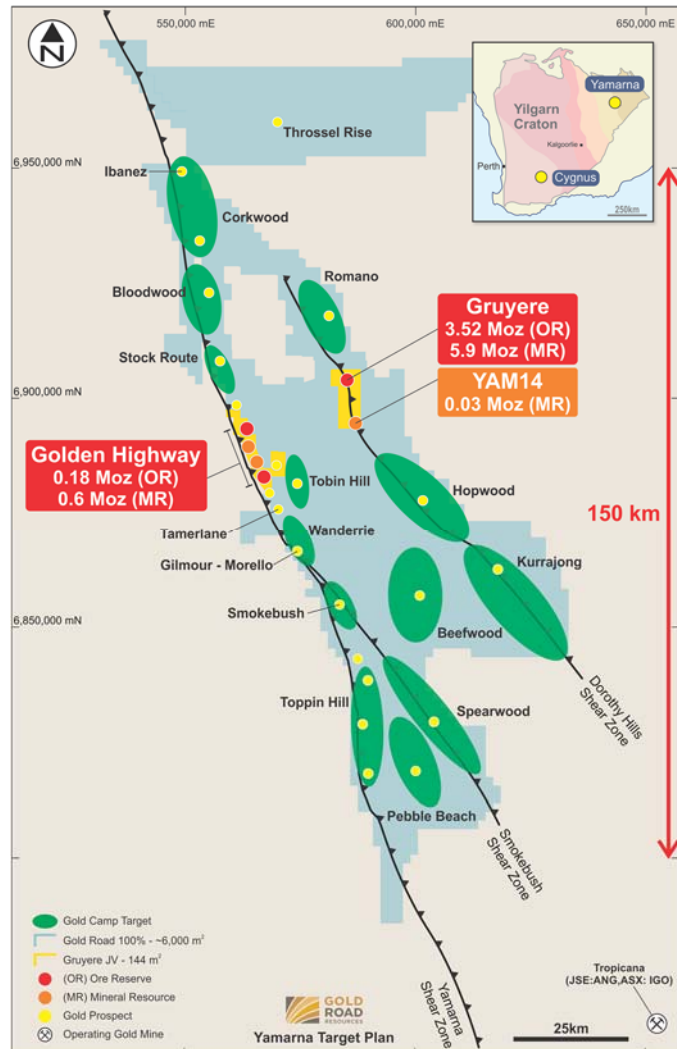 550,000 mE
600,000 mE
650,000 mE
N
Yamarna
Yilgarn
Craton
Kalgoorlie
Perth
Cygnus
250km
Throssel Rise
6,950,000 mN
Ibanez
Corkwood
Bloodwood
Romano
Gruyere
3.52 Moz (OR)
5.9 Moz (MR)
Stock Route
YAM14
0.03 Moz (MR)
6,900,000 mN
Golden Highway
0.18 Moz (OR)
0.6 Moz (MR)
Tobin Hill
Hopwood
150 km
Tamerlane
Wanderrie
Gilmour - Morello
Kurrajong
Smokebush
6,850,000 mN
Beefwood
Toppin Hill
Spearwood
Dorothy Hills
Shear Zone
Pebble Beach
Smokebush
Shear Zone
Gold Camp Target
Gold Road 100% - ~6,000 m²
Gruyere JV - 144 m²
(OR) Ore Reserve
(MR) Mineral Resource
Gold Prospect
Operating Gold Mine
GOLD
ROAD
RESOURCES
Yamarna Target Plan
Yamarna
Shear Zone
Tropicana
(JSE:ANG,ASX: IGO)
25km